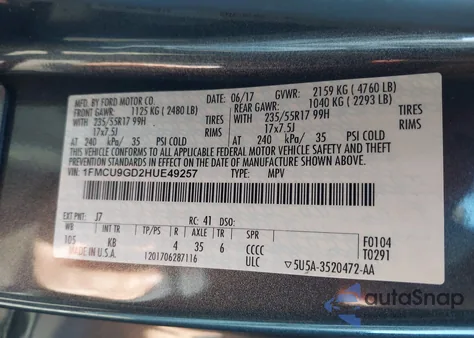 MFD. BY FORD MOTOR CO. 06/17 GVWR: 2159 KG (4760 LB)
FRONT GAWR: 1125 KG (2480 LB) REAR GAWR: 1040 KG (2293 LB)
WITH 235/55R17 99H TIRES WITH 235/55R17 99H TIRES
17x7.5J RIMS 17x7.5J RIMS
AT 240 kPa/ 35 PSI COLD AT 240 kPa/ 35 PSI COLD
THIS VEHICLE CONFORMS TO ALL APPLICABLE FEDERAL MOTOR VEHICLE SAFETY AND THEFT PREVENTION STANDARDS IN EFFECT ON THE DATE OF MANUFACTURE SHOWN ABOVE.
VIN: 1FMCU9GD2HUE49257 TYPE: MPV
EXT PNT: J7 RC: 41 DSO:
WB KB TP/PS R AXLE TR SPR
105 4 35 6 CCCC F0104
MADE IN U.S.A. 1201706287116 ULC T0291
5U5A-3520472-AA
autoSnap